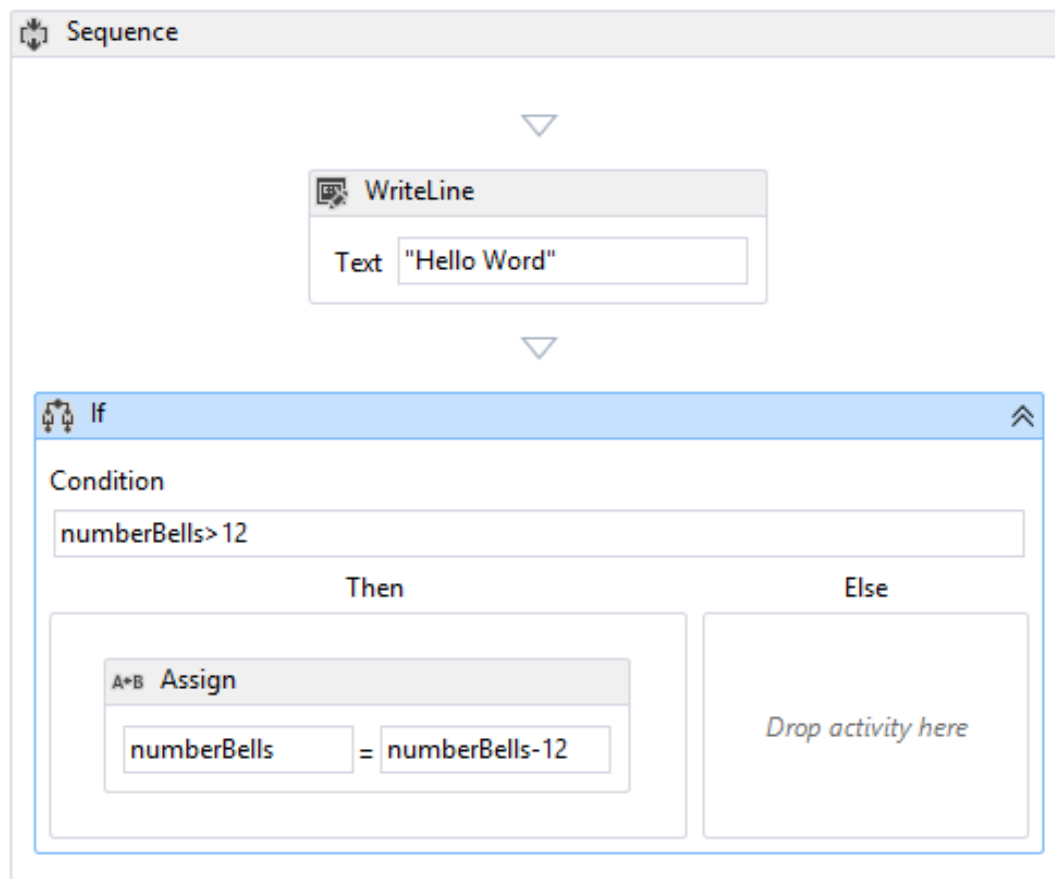 Sequence
WriteLine
Text "Hello Word"
If
Condition
numberBells>12
Then Else
A+B Assign
numberBells = numberBells-12
Drop activity here